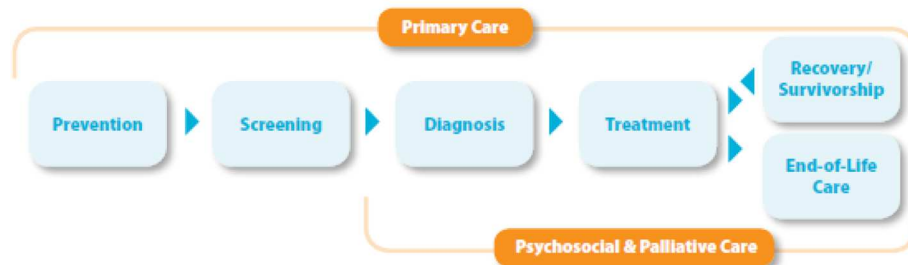 Primary Care
Prevention
Screening
Diagnosis
Treatment
Recovery/
Survivorship
End-of-Life
Care
Psychosocial & Palliative Care